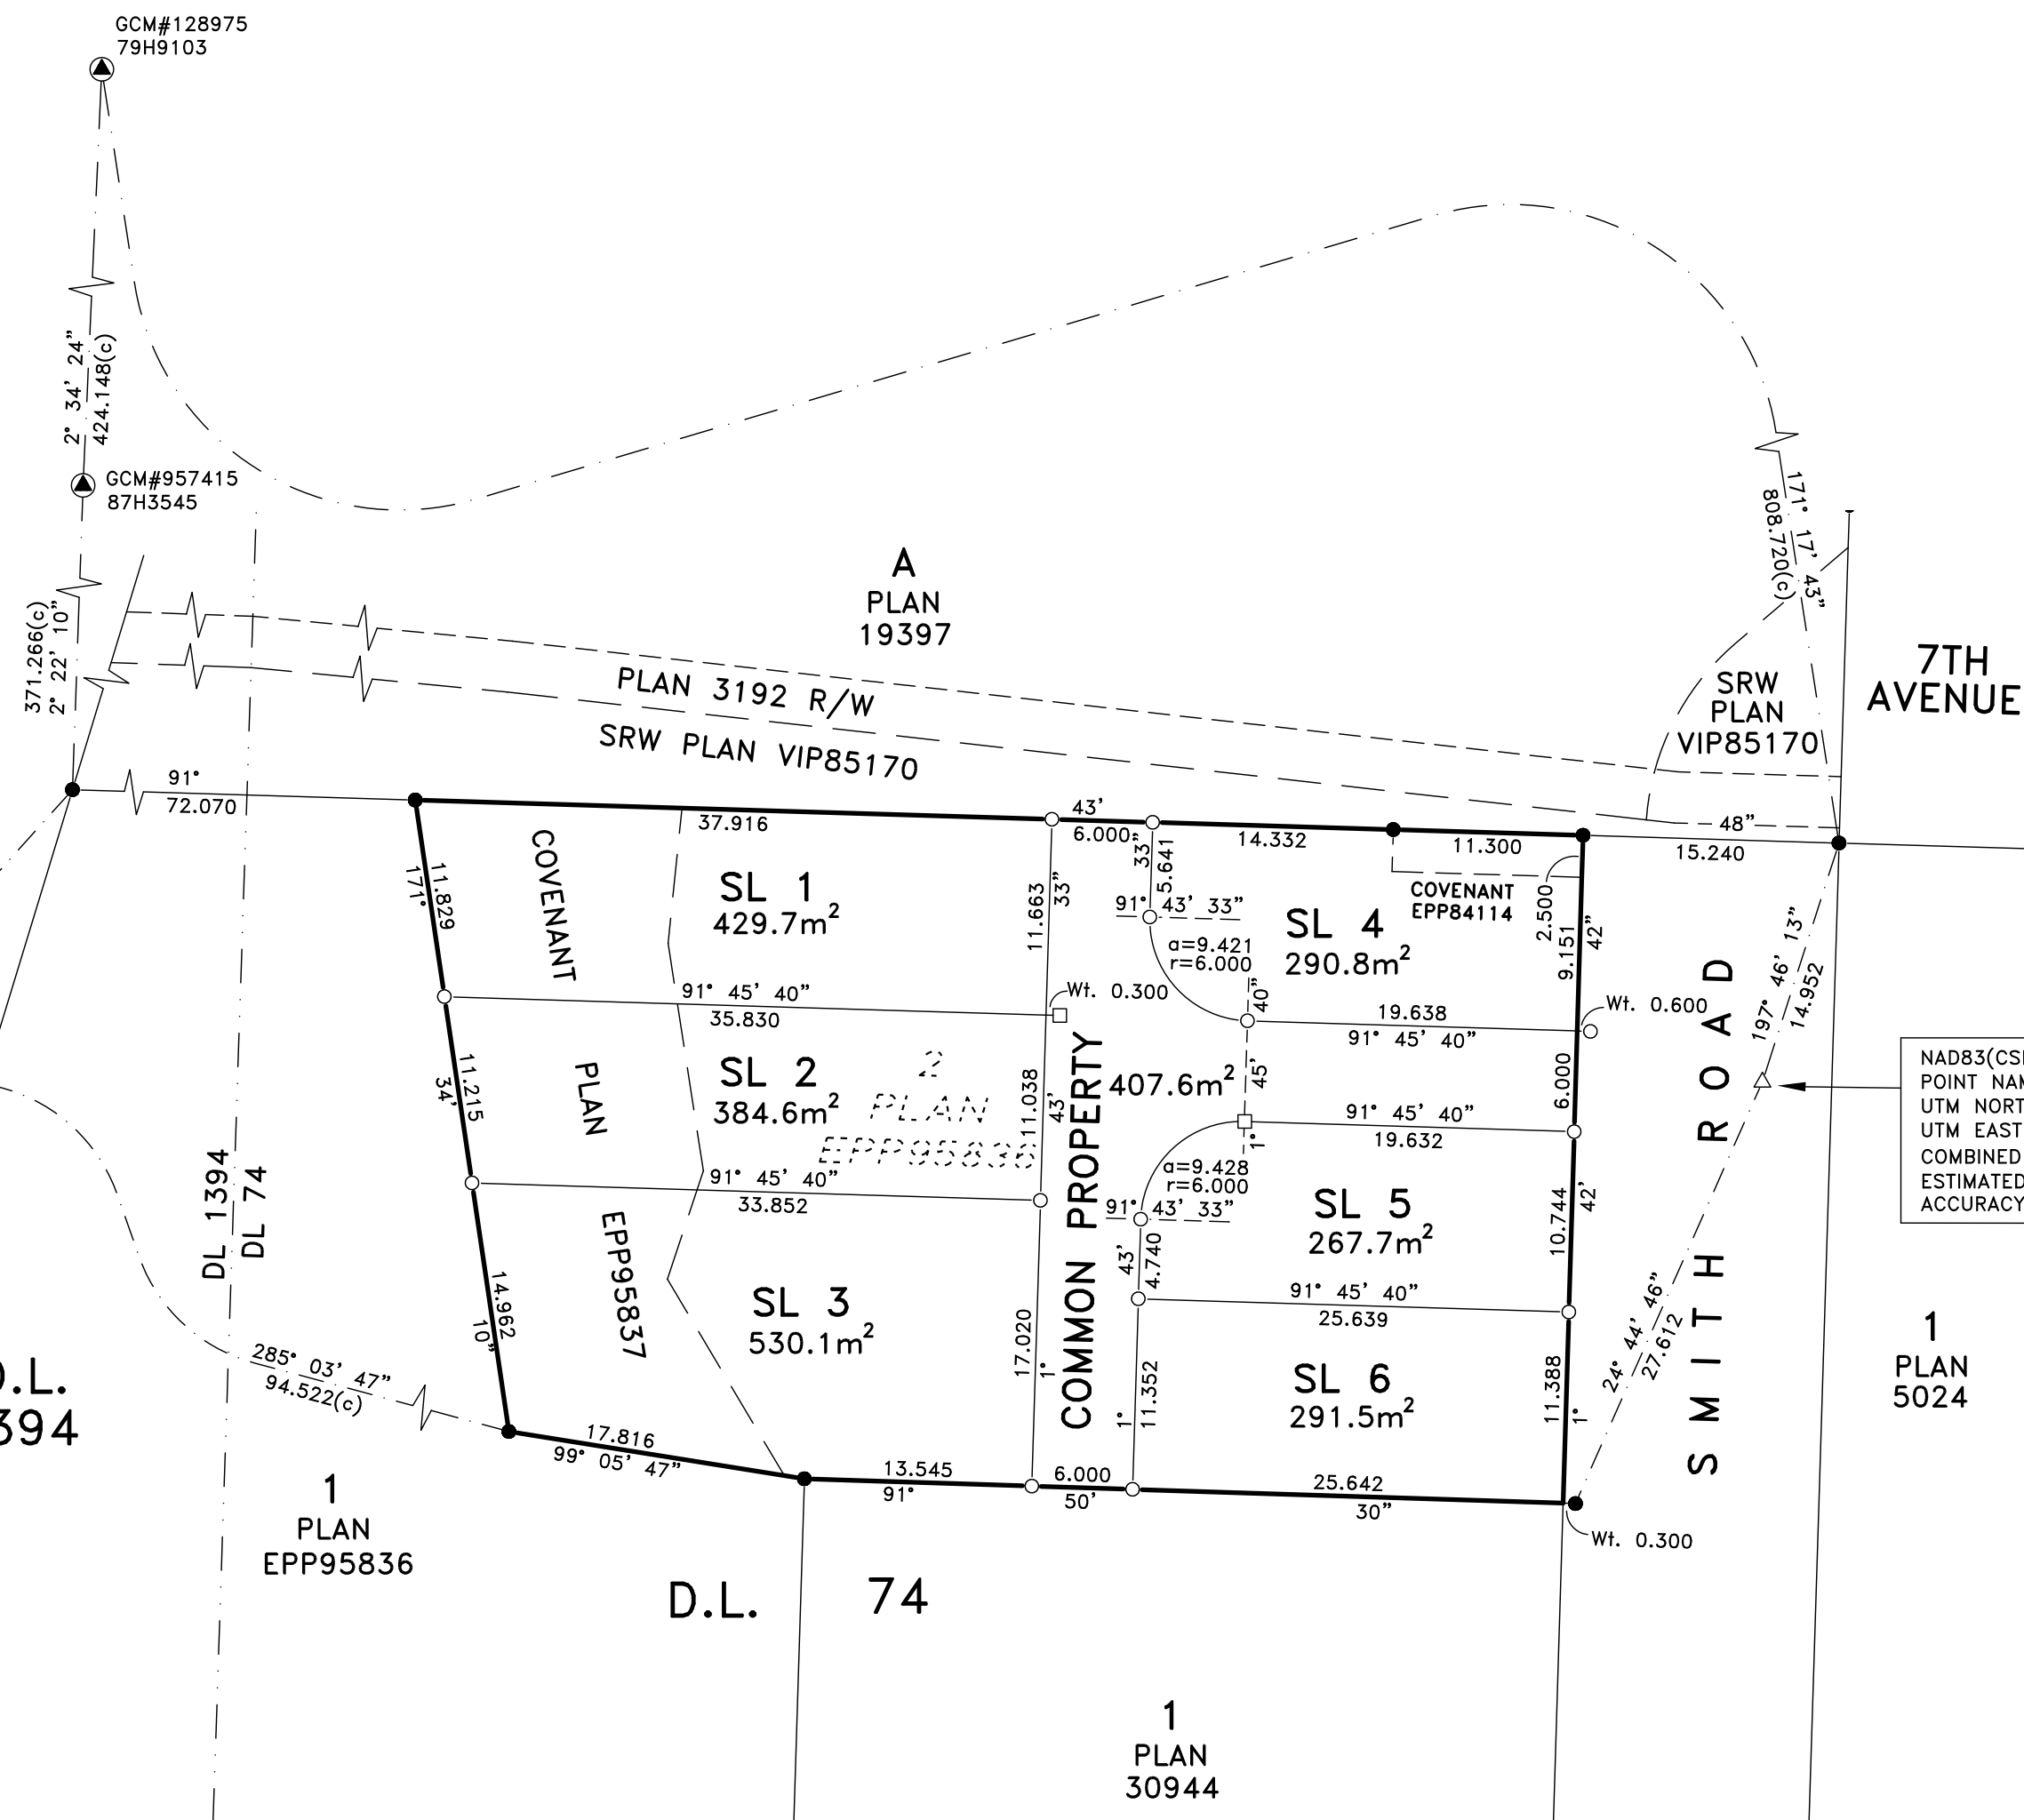 GCM#128975
79H9103
2° 34' 24"
424.148(c)
GCM#957415
87H3545
371.266(c)
2° 22' 10"
171° 17' 43"
808.720(c)
A
PLAN
19397
PLAN 3192 R/W
SRW PLAN VIP85170
SRW
PLAN
VIP85170
7TH
AVENUE
91°
72.070
37.916
43'
6.000
14.332
11.300
48"
15.240
COVENANT
PLAN
EPP95837
11.829
171°
SL 1
429.7m²
11.663
33"
33"
5.641
91° 43' 33"
a=9.421
r=6.000
SL 4
290.8m²
COVENANT
EPP84114
2.500
9.151
42"
91° 45' 40"
35.830
Wt. 0.300
40"
19.638
91° 45' 40"
Wt. 0.600
197° 46' 13"
14.952
11.215
34'
SL 2
384.6m²
2
PLAN
EPP95836
11.038
43'
COMMON PROPERTY
407.6m²
45'
1°
91° 45' 40"
19.632
6.000
SMITH ROAD
NAD83(CS
POINT NAM
UTM NORT
UTM EAST
COMBINED
ESTIMATED
ACCURACY
91° 45' 40"
33.852
a=9.428
r=6.000
91° 43' 33"
SL 5
267.7m²
10.744
42'
43'
4.740
DL 1394
DL 74
14.962
10"
SL 3
530.1m²
17.020
1°
91° 45' 40"
25.639
SL 6
291.5m²
1°
11.352
11.388
1°
24° 44' 46"
27.612
1
PLAN
5024
285° 03' 47"
94.522(c)
D.L.
394
17.816
99° 05' 47"
13.545
91°
6.000
50'
25.642
30"
Wt. 0.300
1
PLAN
EPP95836
D.L. 74
1
PLAN
30944